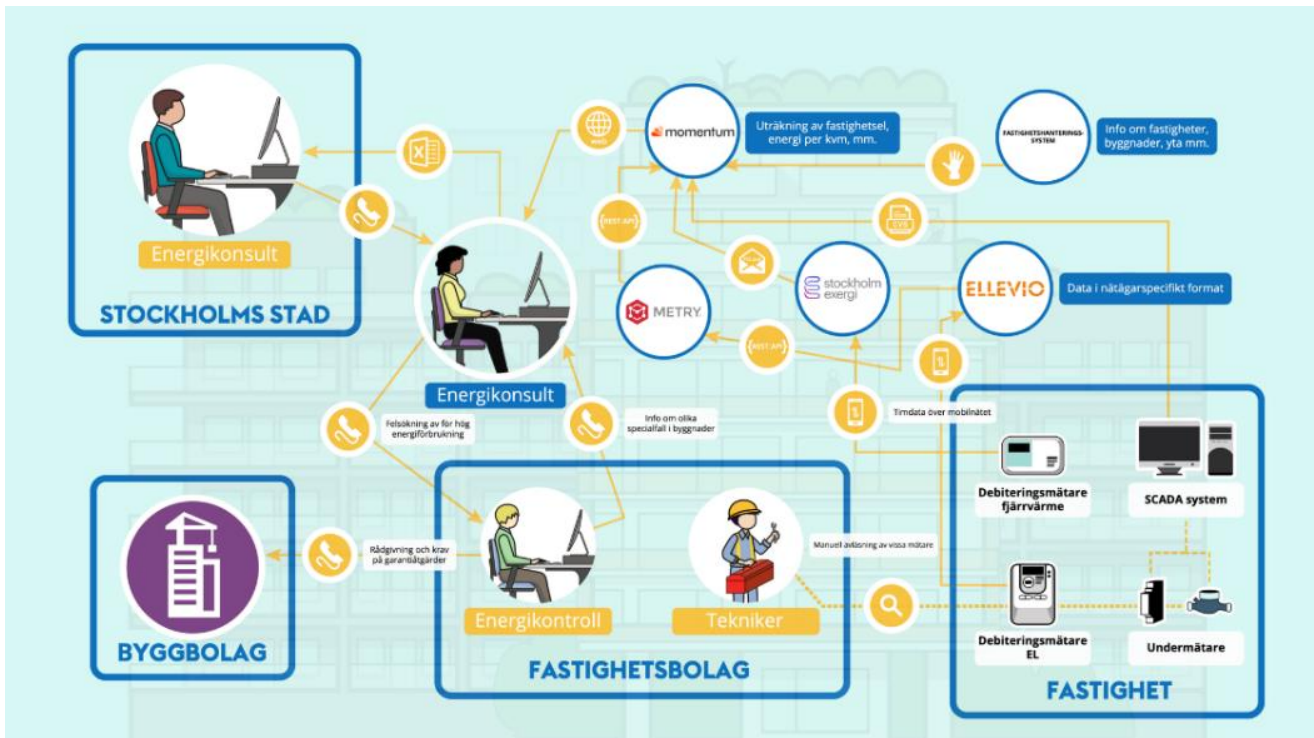 momentum
Uträkning av fastighetsel,
energi per kvm, mm.
FASTIGHETSHANTERINGS-
SYSTEM
Info om fastigheter,
byggnader, yta mm.
X
Energikonsult
STOCKHOLMS STAD
{REST API}
CSV
METRY
stockholm
exergi
ELLEVIO
Data i nätägarspecifikt format
{REST API}
Energikonsult
Felsökning av för hög
energiförbrukning
Info om olika
specialfall i byggnader
Timdata över mobilnätet
Debiteringsmätare
fjärrvärme
SCADA system
Rådgivning och krav
på garantiåtgärder
Manuell avläsning av vissa mätare
Energikontroll
Tekniker
Debiteringsmätare
EL
Undermätare
BYGGBOLAG
FASTIGHETSBOLAG
FASTIGHET